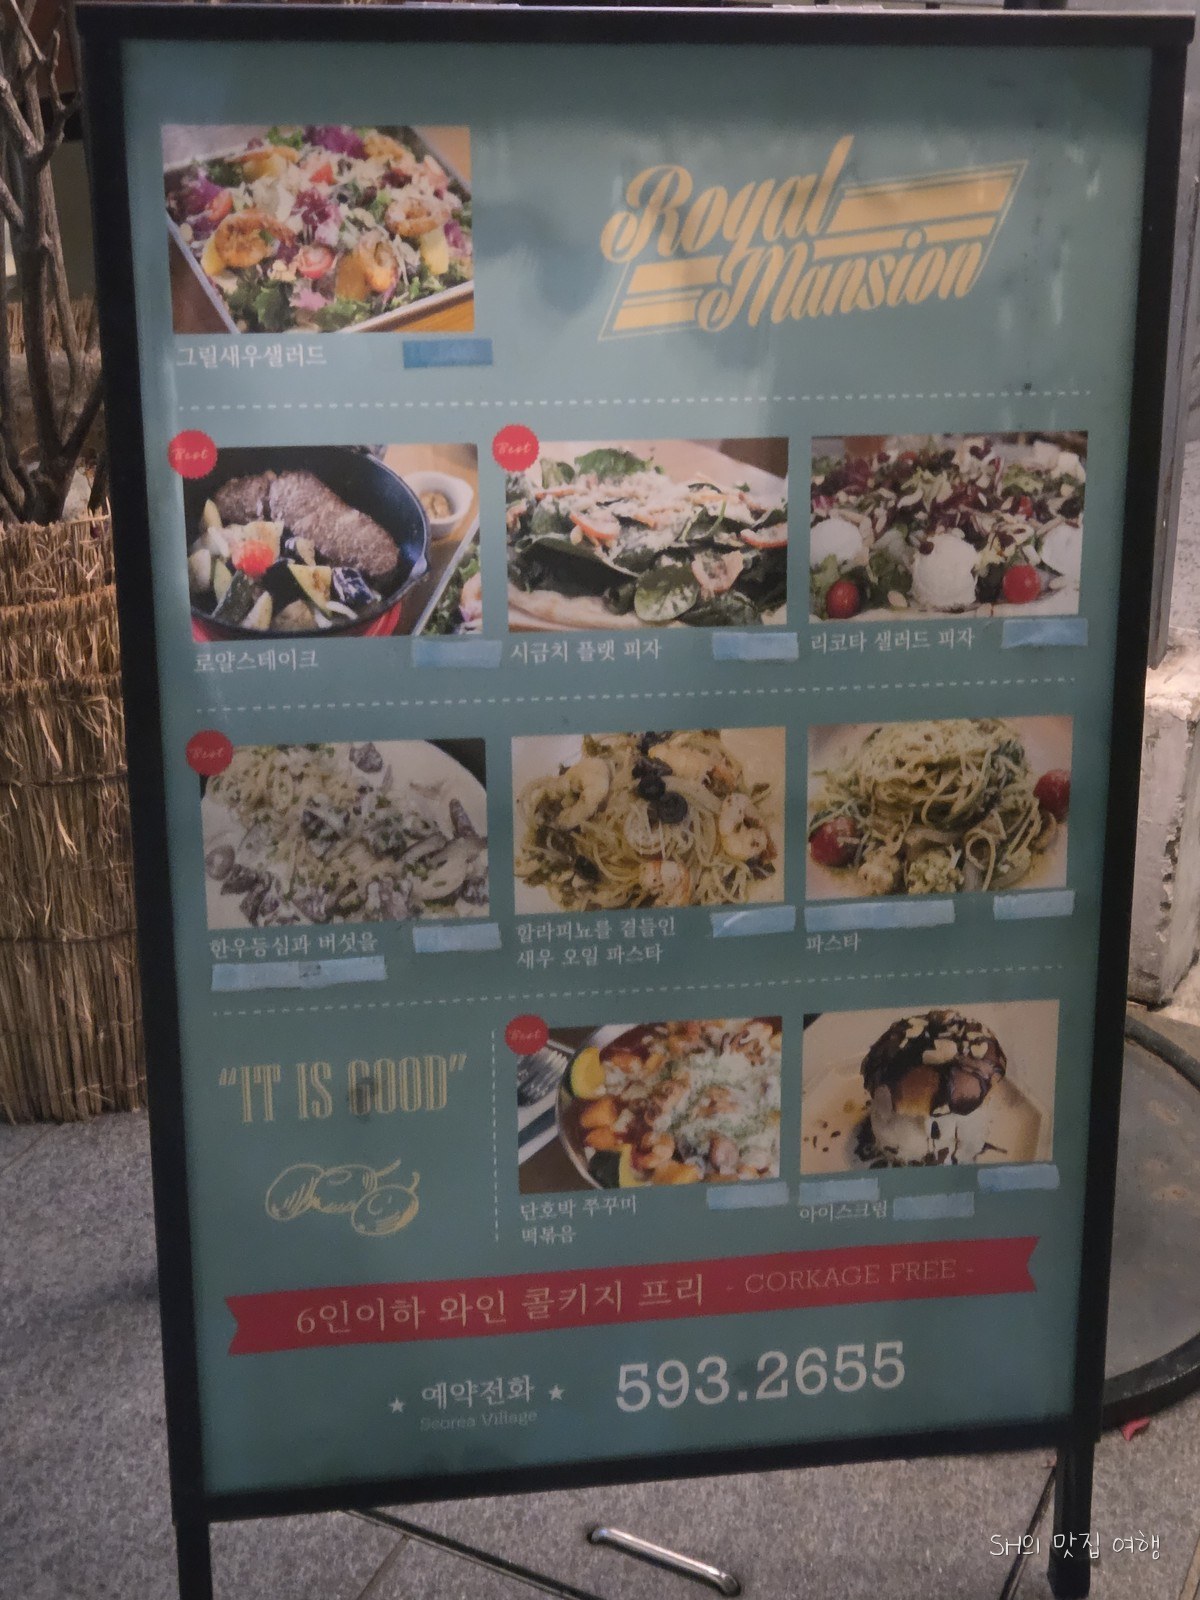 Royal
Mansion
그릴새우샐러드
Best
Best
로얄스테이크
시금치 플랫 피자
리코타 샐러드 피자
Best
한우등심과 버섯을
할라피뇨를 곁들인
새우 오일 파스타
파스타
"IT IS GOOD"
Best
단호박 쭈꾸미
떡볶음
아이스크림
6인이하 와인 콜키지 프리 - CORKAGE FREE -
★ 예약전화 ★ 593.2655
Seorea Village
SH의 맛집 여행